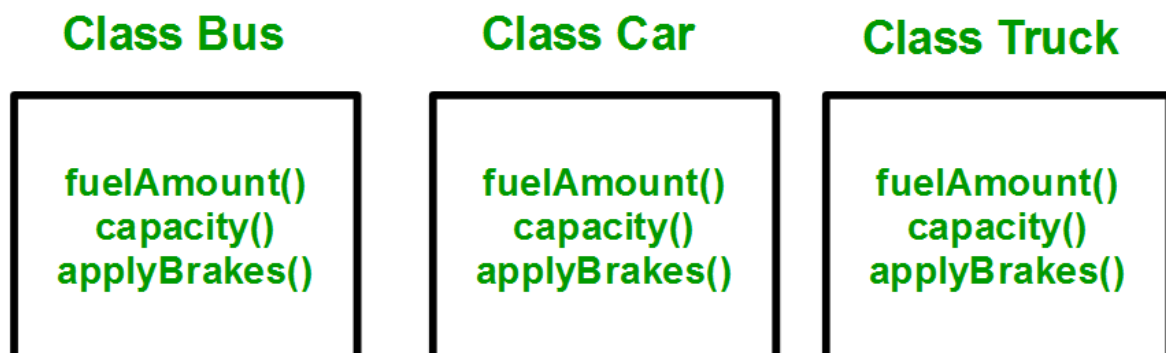 Class Bus
Class Car
Class Truck
fuelAmount()
capacity()
applyBrakes()
fuelAmount()
capacity()
applyBrakes()
fuelAmount()
capacity()
applyBrakes()